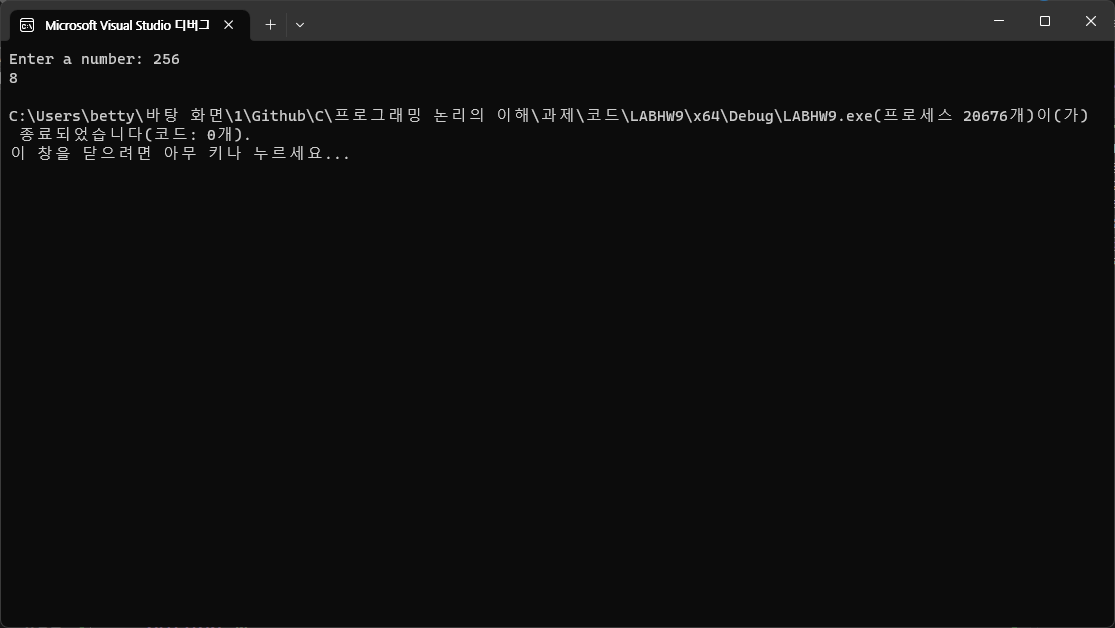 Microsoft Visual Studio 디버그
Enter a number: 256
8
C:\Users\betty\바탕 화면\1\Github\C\프로그래밍 논리의 이해\과제\코드\LABHW9\x64\Debug\LABHW9.exe(프로세스 20676개)이(가)
종료되었습니다(코드: 0개).
이 창을 닫으려면 아무 키나 누르세요...